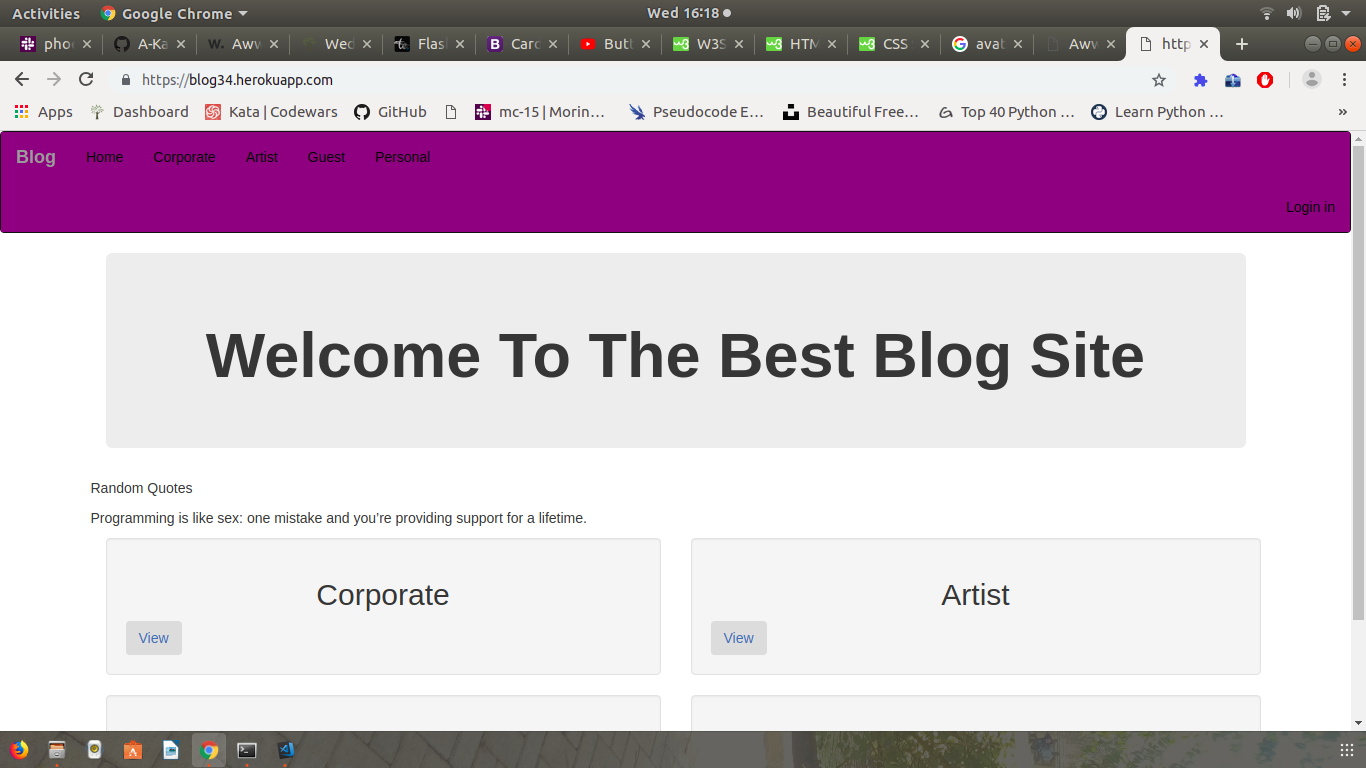 Activities Google Chrome Wed 16:18
pho A-Ka Aww Wed Flas Card Butt W3S HTM CSS avat Aww http
https://blog34.herokuapp.com
Apps Dashboard Kata | Codewars GitHub mc-15 | Morin… Pseudocode E… Beautiful Free… Top 40 Python … Learn Python … »
Blog Home Corporate Artist Guest Personal
Login in
Welcome To The Best Blog Site
Random Quotes
Programming is like sex: one mistake and you’re providing support for a lifetime.
Corporate Artist
View View